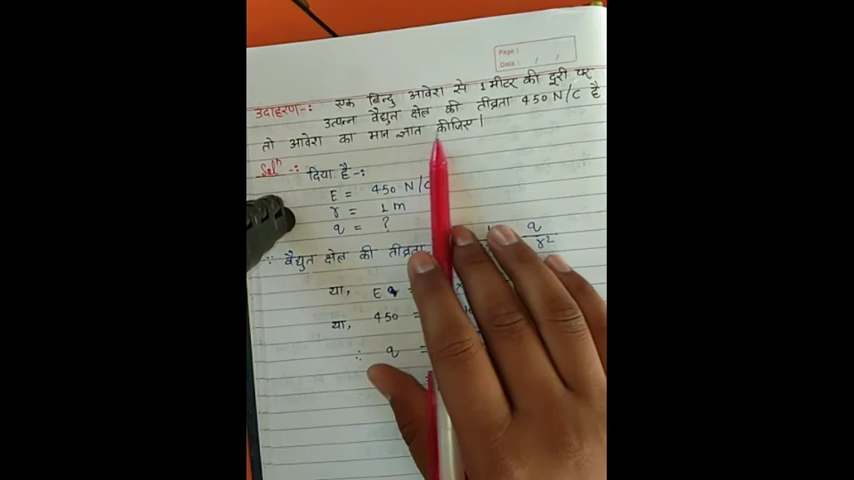 Page :
Date : / /
उदाहरण-: एक बिन्दु आवेश से 1 मीटर की दूरी पर
उत्पन्न वैद्युत क्षेत्र की तीव्रता 450 N/C है
तो आवेश का मान ज्ञात कीजिए।
Solⁿ -: दिया है -:
E = 450 N/C
r = 1 m
q = ?
∵ वैद्युत क्षेत्र की तीव्रता q/r²
या, E
या, 450 =
∴ q =